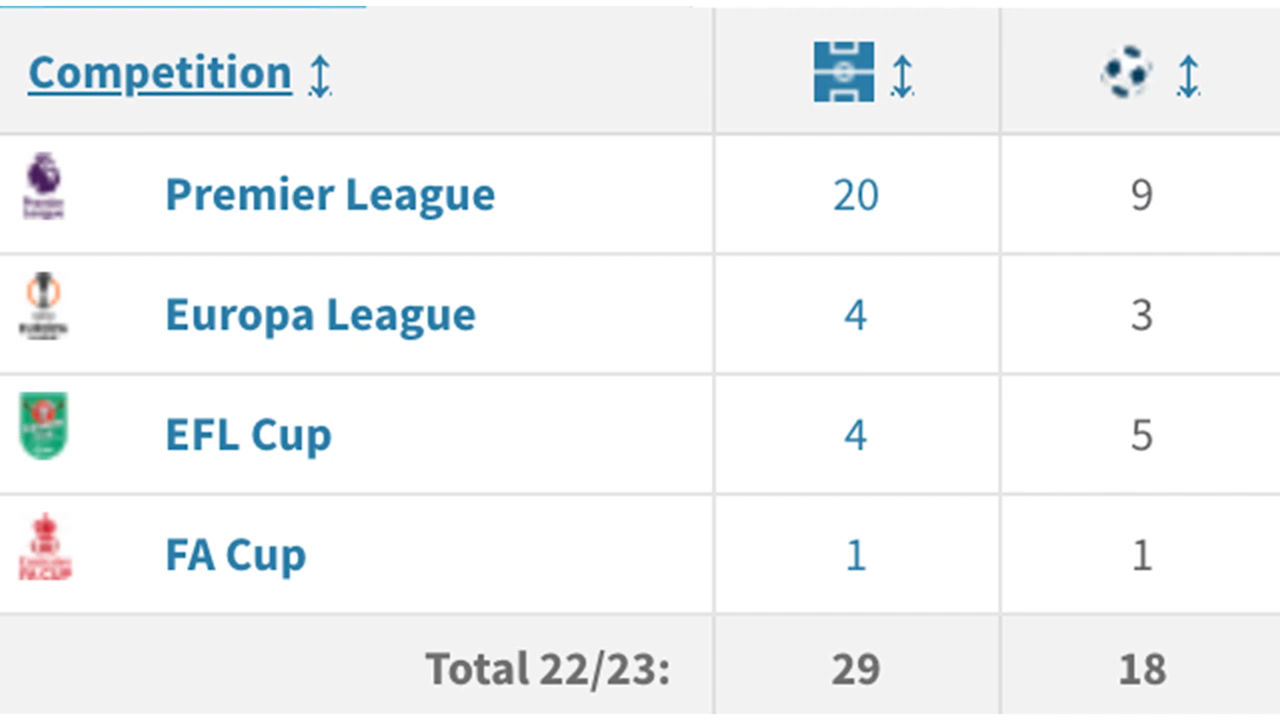 Competition
Premier League 20 9
Europa League 4 3
EFL Cup 4 5
FA Cup 1 1
Total 22/23: 29 18